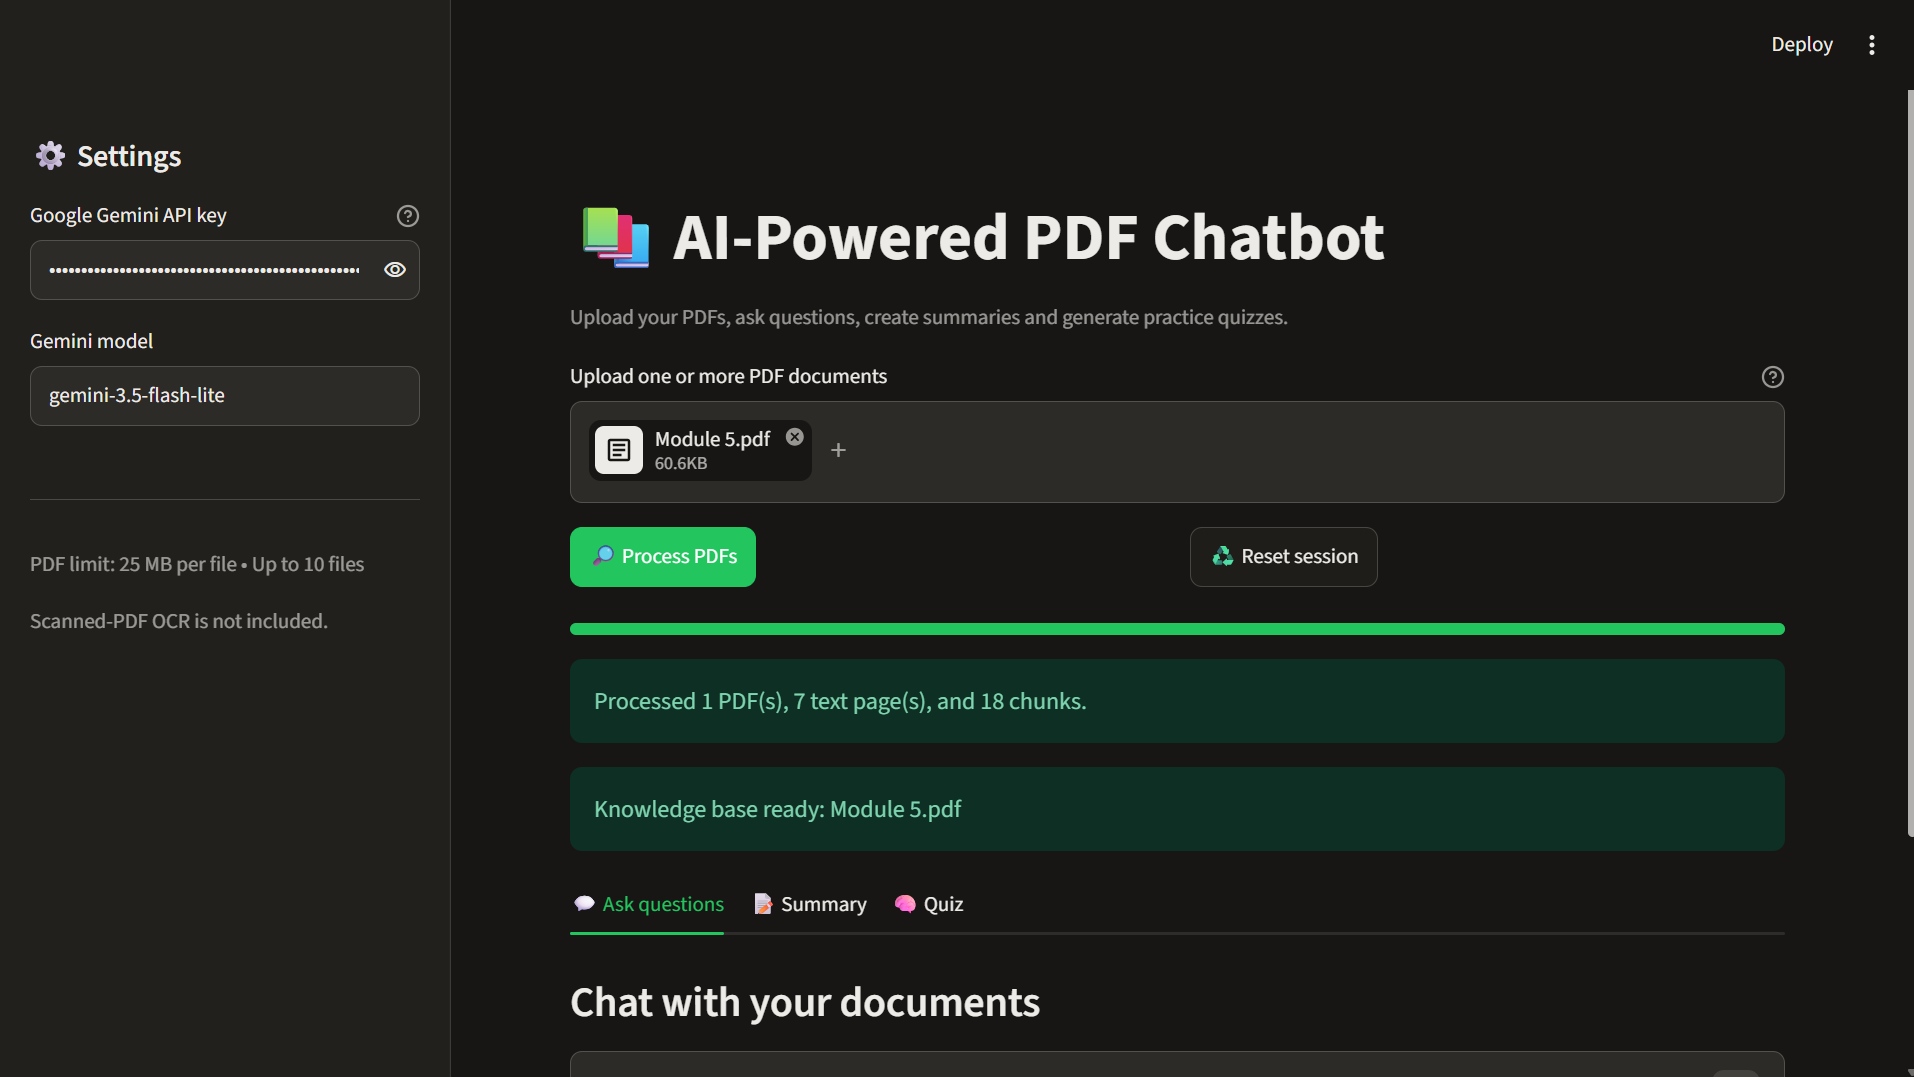 Deploy
Settings
Google Gemini API key
••••••••••••••••••••••••••••••••••••••••••••••••••
Gemini model
gemini-3.5-flash-lite
PDF limit: 25 MB per file • Up to 10 files
Scanned-PDF OCR is not included.
AI-Powered PDF Chatbot
Upload your PDFs, ask questions, create summaries and generate practice quizzes.
Upload one or more PDF documents
Module 5.pdf
60.6KB
Process PDFs
Reset session
Processed 1 PDF(s), 7 text page(s), and 18 chunks.
Knowledge base ready: Module 5.pdf
Ask questions
Summary
Quiz
Chat with your documents